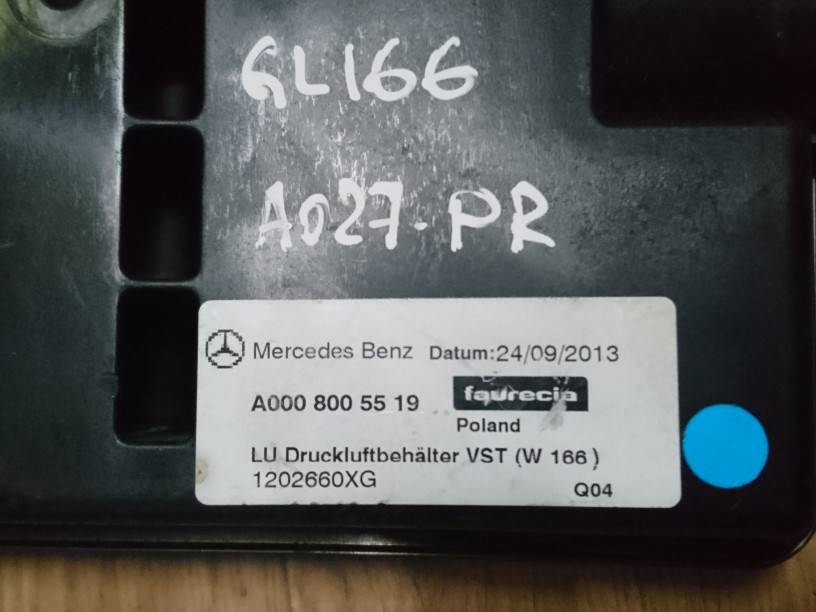 GL166
A027-PR
Mercedes Benz Datum:24/09/2013
A000 800 55 19 faurecia
Poland
LU Druckluftbehälter VST (W 166)
1202660XG Q04